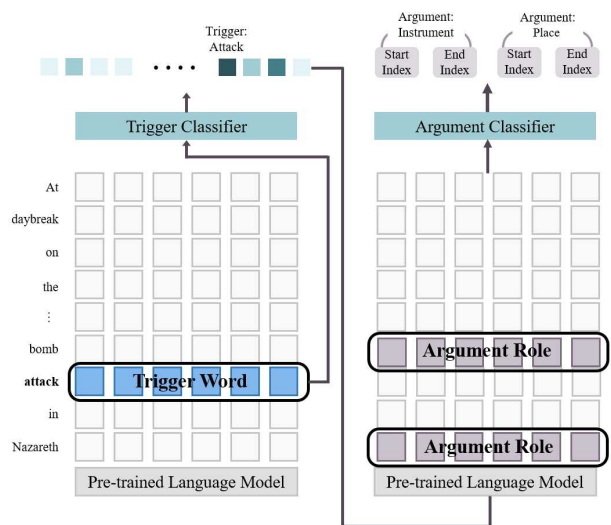 Trigger:
Attack
Trigger Classifier
At
daybreak
on
the
⋮
bomb
attack
Trigger Word
in
Nazareth
Pre-trained Language Model
Argument:
Instrument
Argument:
Place
Start
Index
End
Index
Start
Index
End
Index
Argument Classifier
Argument Role
Argument Role
Pre-trained Language Model